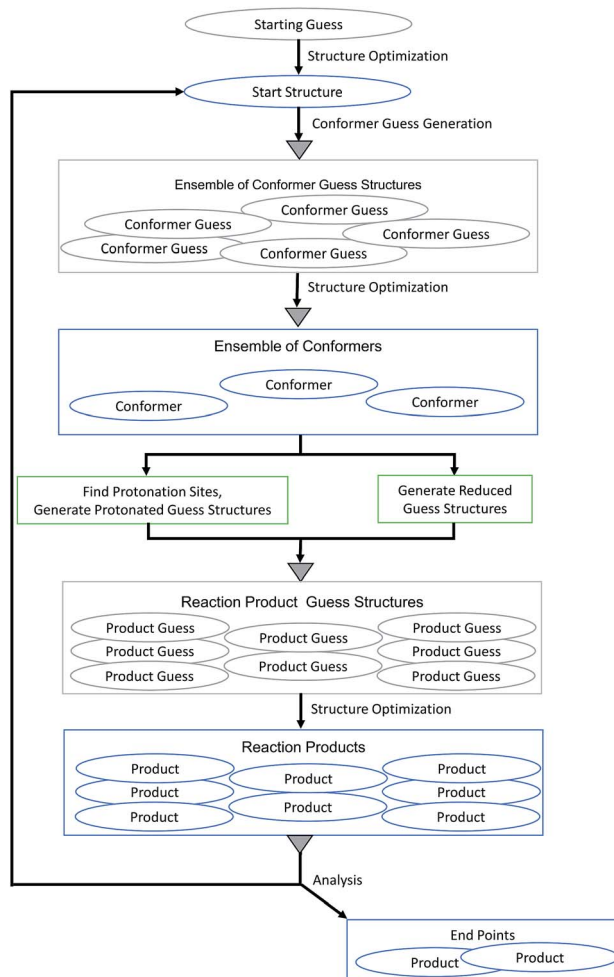 Starting Guess
Structure Optimization
Start Structure
Conformer Guess Generation
Ensemble of Conformer Guess Structures
Conformer Guess
Conformer Guess
Conformer Guess
Conformer Guess
Conformer Guess
Structure Optimization
Ensemble of Conformers
Conformer
Conformer
Conformer
Find Protonation Sites,
Generate Protonated Guess Structures
Generate Reduced
Guess Structures
Reaction Product Guess Structures
Product Guess
Product Guess
Product Guess
Product Guess
Product Guess
Product Guess
Product Guess
Product Guess
Structure Optimization
Reaction Products
Product
Product
Product
Product
Product
Product
Product
Product
Analysis
End Points
Product
Product